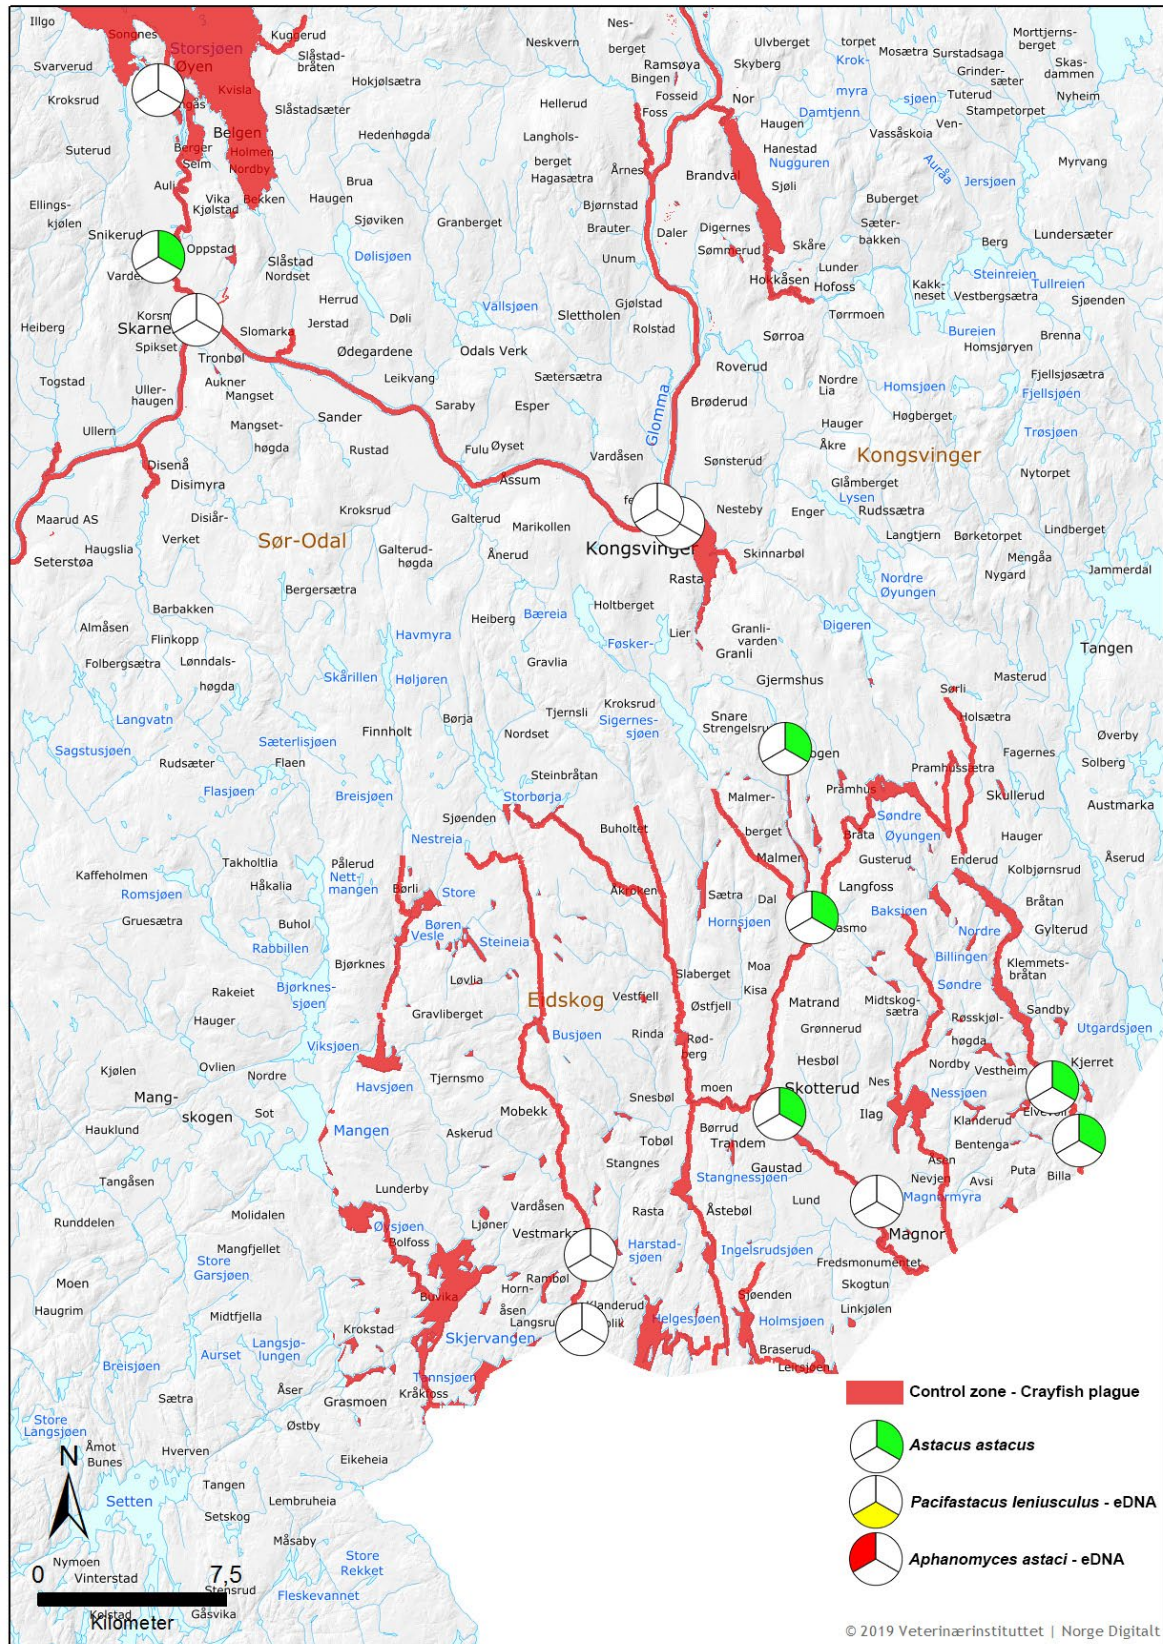 Illgo
Songnes
Storsjøen
Kuggerud
Slåstad-
bråten
Svarverud
Øyen
Kroksrud
Kvisla
Hokjølsætra
Slåstadsæter
Belgen
Hedenhøgda
Suterud
Berger
Seim
Holmen
Nordby
Auli
Brua
Ellings-
kjølen
Vika
Kjølstad
Bekken
Haugen
Sjøviken
Snikerud
Oppstad
Dølisjøen
Slåstad
Nordset
Heiberg
Skarne
Spikset
Slomarka
Herrud
Jerstad
Døli
Tronbøl
Ødegardene
Togstad
Uller-
haugen
Aukner
Mangset
Leikvang
Ullern
Mangset-
høgda
Sander
Saraby
Rustad
Disenå
Disimyra
Maarud AS
Disiår-
Verket
Kroksrud
Haugslia
Seterstøa
Sør-Odal
Galterud-
høgda
Bergersætra
Neskvern
Nes-
berget
Bingen
Ramsøya
Fosseid
Foss
Hellerud
Langhols-
berget
Hagasætra
Årnes
Bjørnstad
Granberget
Brauter
Unum
Daler
Vallsjøen
Slettholen
Gjølstad
Rolstad
Odals Verk
Sætersætra
Esper
Glomma
Fulu
Øyset
Vardåsen
Åssum
Galterud
Marikollen
Ånerud
Kongsvinger
Rasta
Ulvberget
torpet
Skyberg
Krok-
myra
Mosætra
Surstadsaga
Grinder-
sæter
Morttjerns-
berget
Skas-
dammen
Nyheim
Nor
Haugen
Damtjenn
sjøen
Tuterud
Stampetorpet
Vassåskoia
Ven-
Hanestad
Nugguren
Auråa
Myrvang
Brandval
Sjøli
Jersjøen
Buberget
Digernes
Sømmerud
Skåre
Sæter-
bakken
Berg
Lundersæter
Hokkåsen
Lunder
Hofoss
Kakk-
neset
Steinreien
Tullreien
Vestbergsætra
Sjøenden
Tørrmoen
Bureien
Brenna
Homsjøryen
Sørroa
Roverud
Nordre
Lia
Homsjøen
Fjellsjøsætra
Fjellsjøen
Brøderud
Hauger
Høgberget
Trøsjøen
Åkre
Kongsvinger
Sønsterud
Glåmberget
Lysen
Nytorpet
Nesteby
Enger
Rudssætra
Lindberget
Langtjern
Børketorpet
Mengåa
Nygard
Skinnarbøl
Jammerdal
Nordre
Øyungen
Barbakken
Almåsen
Flinkopp
Folbergsætra
Lønndals-
høgda
Havmyra
Skårillen
Høljøren
Heiberg
Bæreia
Holtberget
Føsker-
Lier
Granli-
varden
Granli
Digeren
Tangen
Gravlia
Gjermshus
Masterud
Langvatn
Sagstusjøen
Sæterlisjøen
Finnholt
Børja
Tjernsli
Kroksrud
Sigernes-
sjøen
Snare
Sørli
Holsætra
Øverby
Rudsæter
Flaen
Nordset
Pramhussætra
Fagernes
Solberg
Flasjøen
Breisjøen
Steinbråtan
Storbørja
Malmer-
berget
Pramhus
Skullerud
Austmarka
Sjøenden
Nestreia
Buholtet
Malmer
Bråta
Søndre
Øyungen
Hauger
Gusterud
Enderud
Åserud
Kaffeholmen
Takholtlia
Håkalia
Pålerud
Nett-
mangen
Børli
Store
Åkroken
Sætra
Dal
Langfoss
Kolbjørnsrud
Romsjøen
Gruesætra
Buhol
Børen
Vesle
Steineia
Hornsjøen
Baksjøen
Bråtan
Nordre
Gylterud
Rabbillen
Bjørknes
Løvlia
Slaberget
Moa
Kisa
Billingen
Søndre
Klemmets-
bråtan
Rakeiet
Bjørknes-
sjøen
Eidskog
Vestfjell
Østfjell
Matrand
Midtskog-
sætra
Sandby
Hauger
Gravliberget
Rinda
Grønnerud
Røsskjøl-
høgda
Utgardsjøen
Viksjøen
Busjøen
Rød-
berg
Hesbøl
Nordby
Vestheim
Kjerret
Kjølen
Ovlien
Nordre
Havsjøen
Tjernsmo
Snesbøl
moen
Skotterud
Nes
Nessjøen
Mang-
skogen
Sot
Mangen
Mobekk
Ilag
Klanderud
Hauklund
Askerud
Tobøl
Børrud
Trandem
Bentenga
Tangåsen
Stangnes
Gaustad
Åsen
Puta
Billa
Stangnessjøen
Nevjen
Avsi
Magnormyra
Lunderby
Vardåsen
Rasta
Åstebøl
Lund
Runddelen
Molidalen
Øysjøen
Bolfoss
Ljøner
Magnor
Mangfjellet
Store
Garsjøen
Harstad-
sjøen
Ingelsrudsjøen
Fredsmonumentet
Moen
Rambøl
Skogtun
Haugrim
Buvika
Horn-
åsen
Klanderud
Sjøenden
Linkjølen
Midtfjella
Krokstad
Helgesjøen
Holmsjøen
Langsjø-
lungen
Skjervangen
Aurset
Braserud
Breisjøen
Tannsjøen
Leirsjøen
Sætra
Åser
Kråkfoss
Grasmoen
Store
Langsjøen
Østby
Åmot
Bunes
Hverven
Eikeheia
Tangen
Setten
Lembruheia
Setskog
Måsaby
Nymoen
Vinterstad
Store
Rekket
Stensrud
Fleskevannet
Kolstad
Gåsvika
N
0 7,5
Kilometer
Control zone - Crayfish plague
Astacus astacus
Pacifastacus leniusculus - eDNA
Aphanomyces astaci - eDNA
© 2019 Veterinærinstituttet | Norge Digitalt